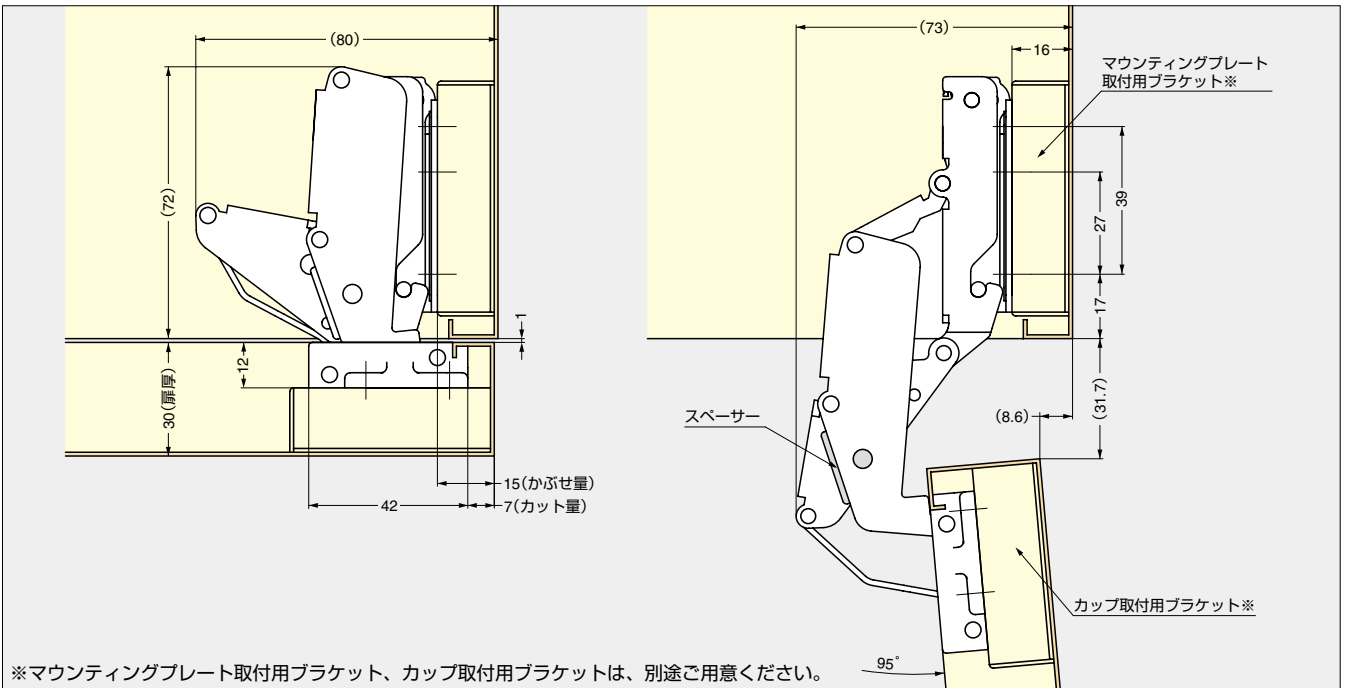 (80)
(72)
1
12
30(扉厚)
15(かぶせ量)
42
7(カット量)
(73)
16
マウンティングプレート
取付用ブラケット※
39
27
17
(31.7)
(8.6)
スペーサー
カップ取付用ブラケット※
95°
※マウンティングプレート取付用ブラケット、カップ取付用ブラケットは、別途ご用意ください。